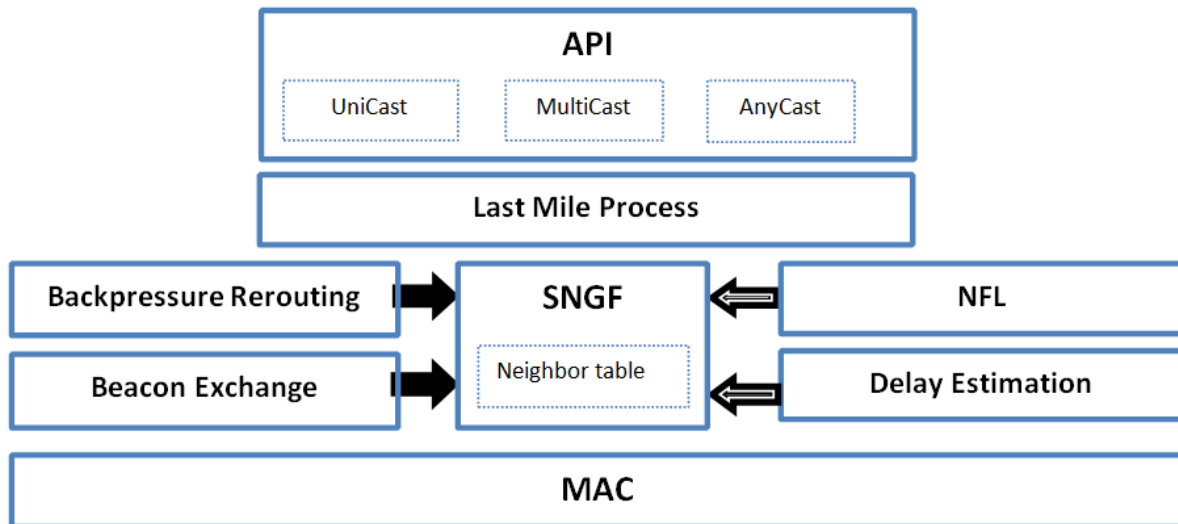 API
UniCast MultiCast AnyCast
Last Mile Process
Backpressure Rerouting SNGF NFL
Neighbor table
Beacon Exchange Delay Estimation
MAC